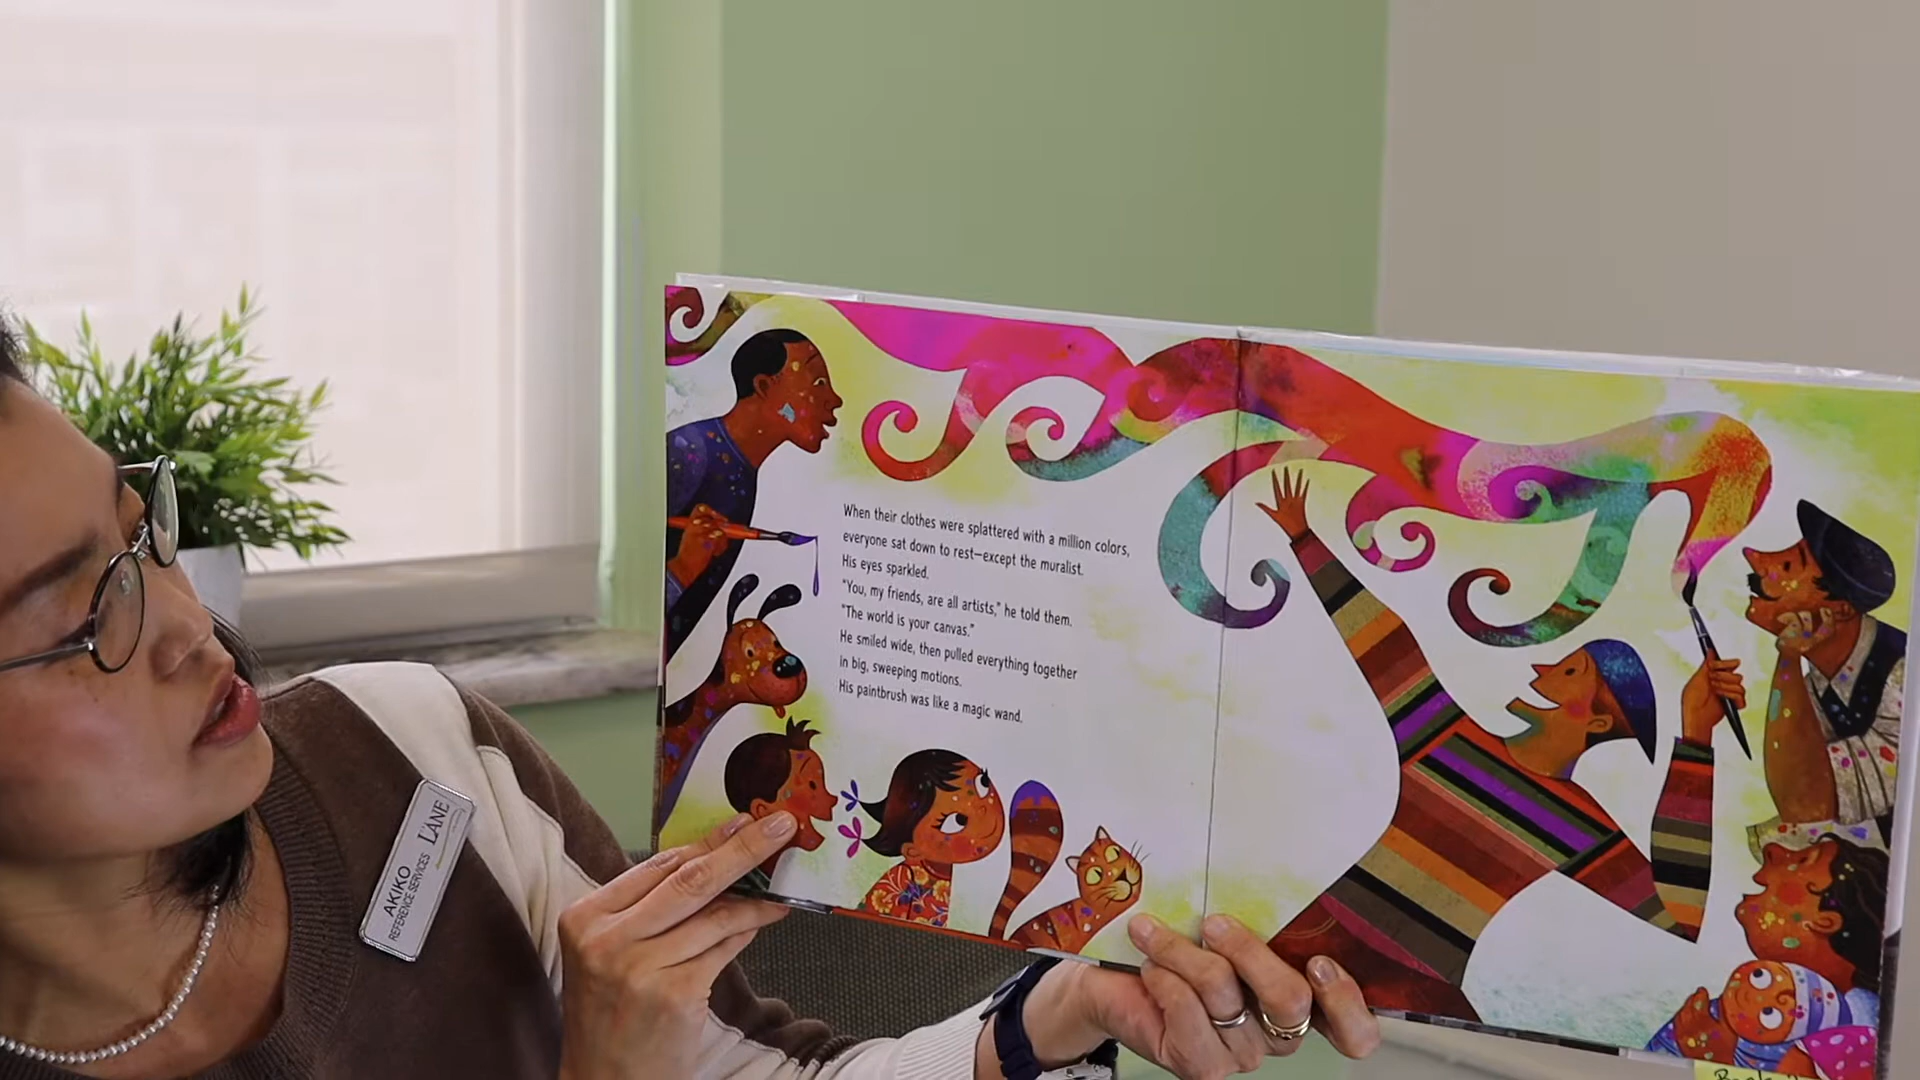 When their clothes were splattered with a million colors,
everyone sat down to rest—except the muralist.
His eyes sparkled.
"You, my friends, are all artists," he told them.
"The world is your canvas."
He smiled wide, then pulled everything together
in big, sweeping motions.
His paintbrush was like a magic wand.
LANE
AKIKO
REFERENCE SERVICES